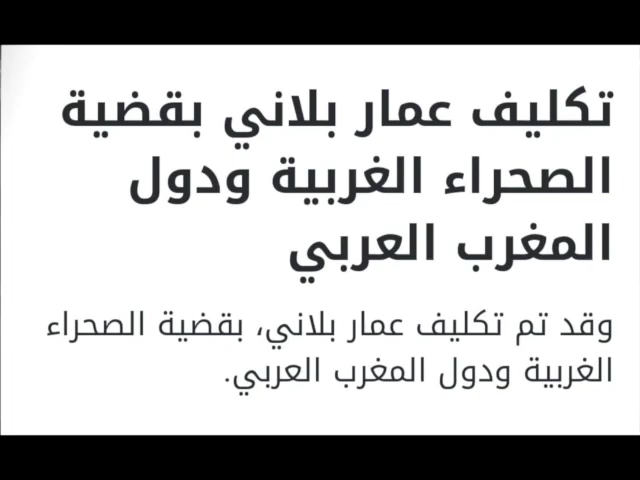 تكليف عمار بلاني بقضية
الصحراء الغربية ودول
المغرب العربي
وقد تم تكليف عمار بلاني، بقضية الصحراء
الغربية ودول المغرب العربي.